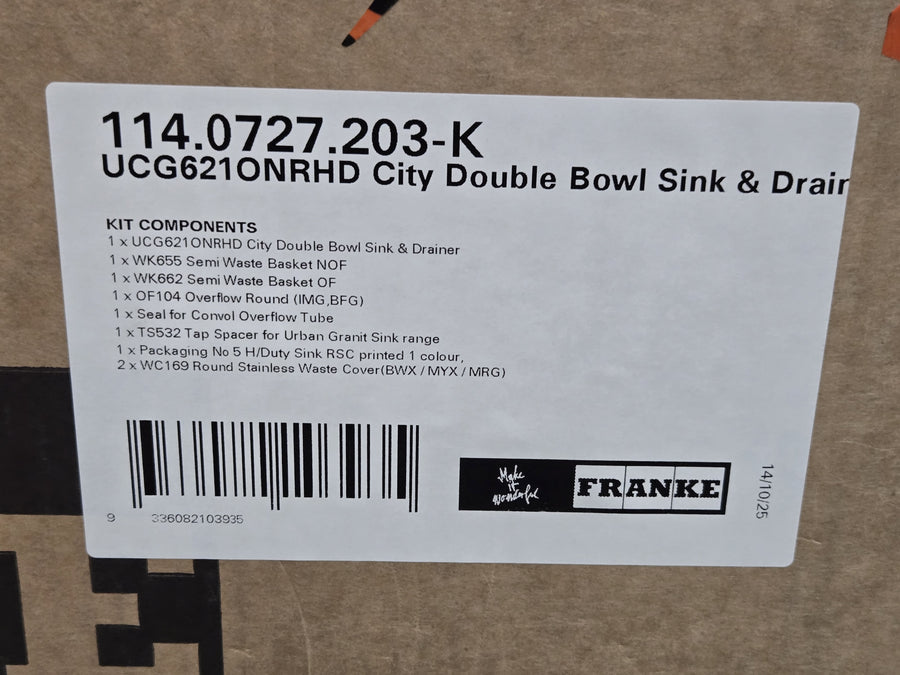 114.0727.203-K
UCG621ONRHD City Double Bowl Sink & Drain
KIT COMPONENTS
1 x UCG621ONRHD City Double Bowl Sink & Drainer
1 x WK655 Semi Waste Basket NOF
1 x WK662 Semi Waste Basket OF
1 x OF104 Overflow Round (IMG,BFG)
1 x Seal for Convol Overflow Tube
1 x TS532 Tap Spacer for Urban Granit Sink range
1 x Packaging No 5 H/Duty Sink RSC printed 1 colour,
2 x WC169 Round Stainless Waste Cover(BWX / MYX / MRG)
9 336082103935
Make
it
Wonderful
FRANKE
14/10/25